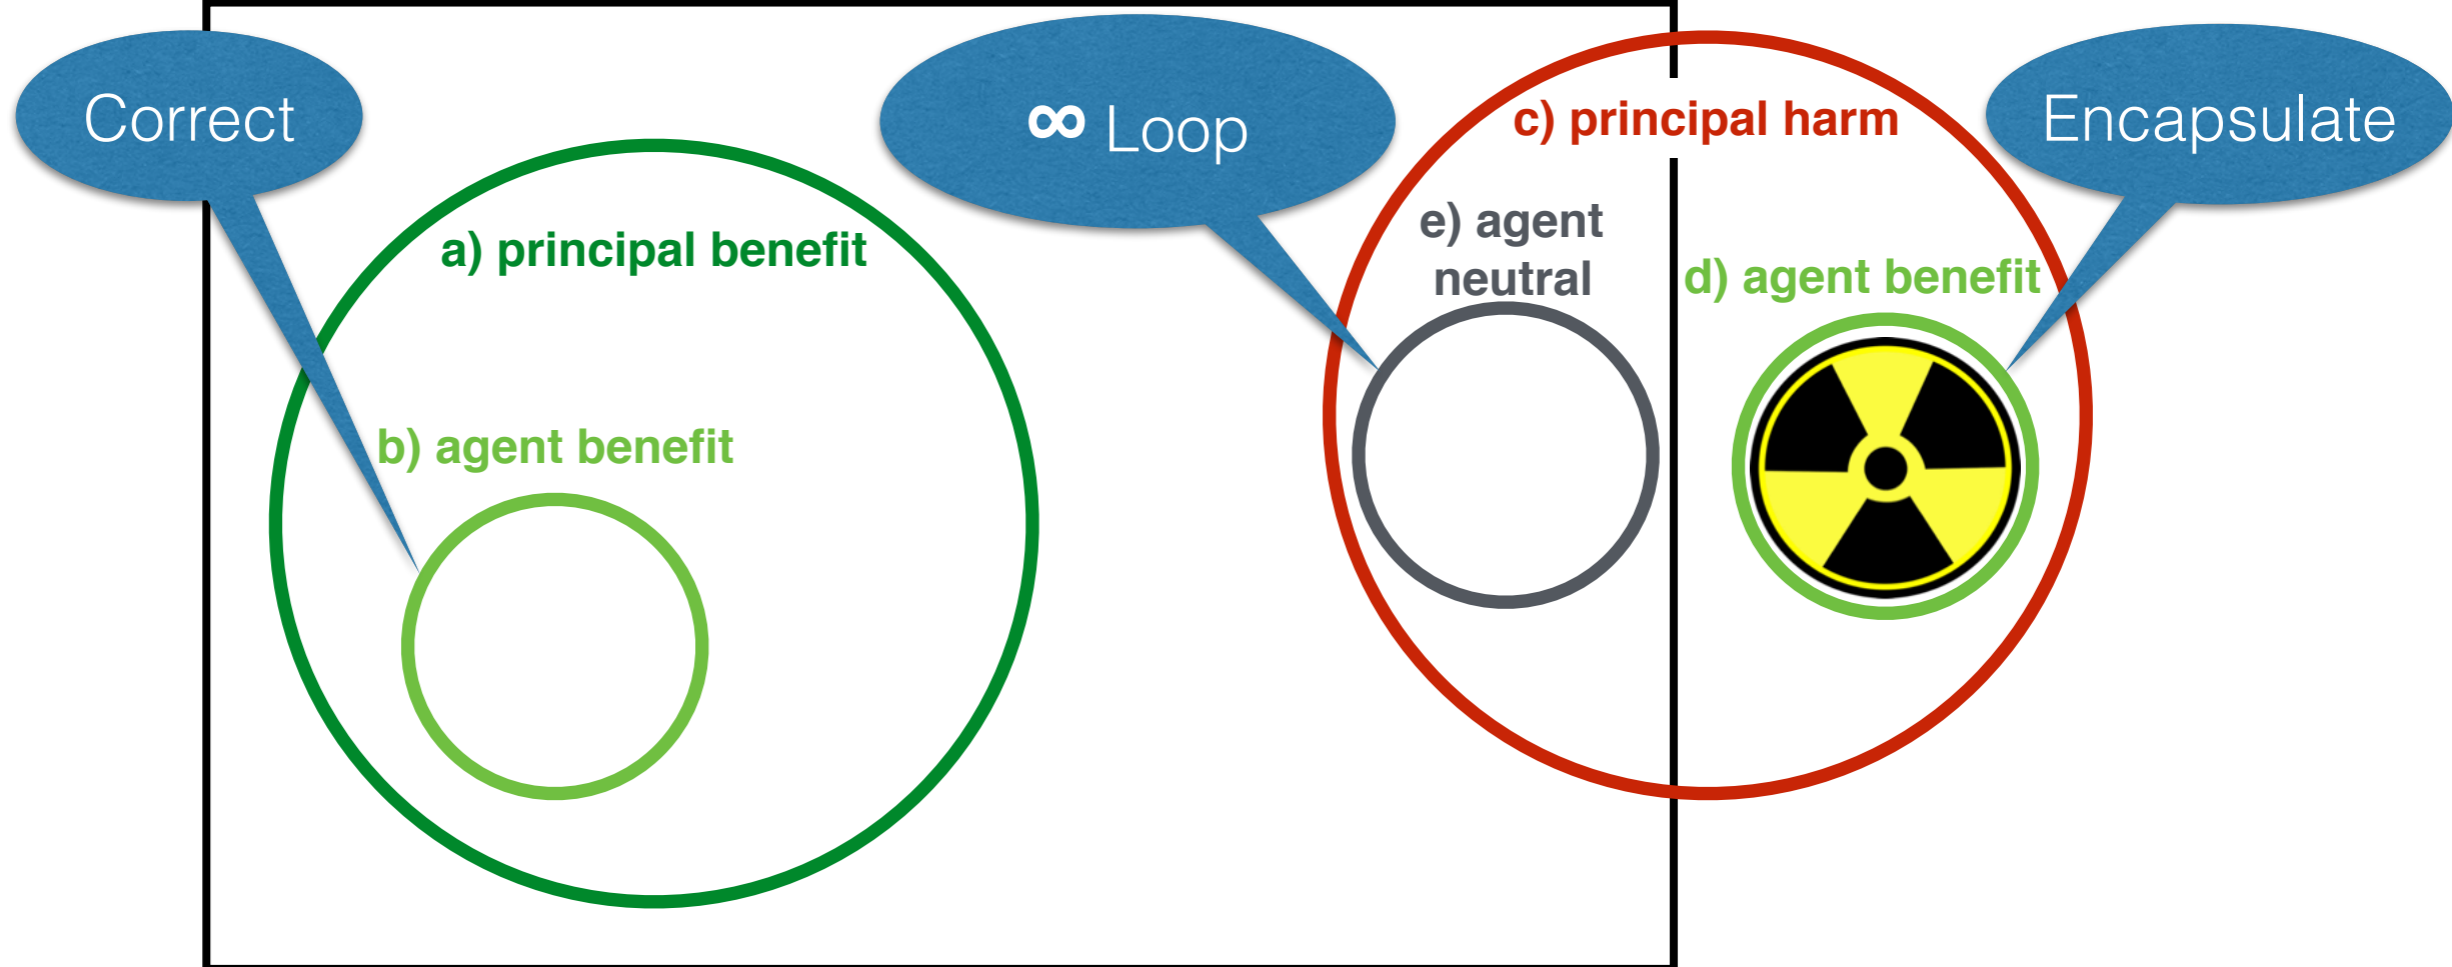 Correct
∞ Loop
c) principal harm
Encapsulate
a) principal benefit
e) agent
neutral
d) agent benefit
b) agent benefit